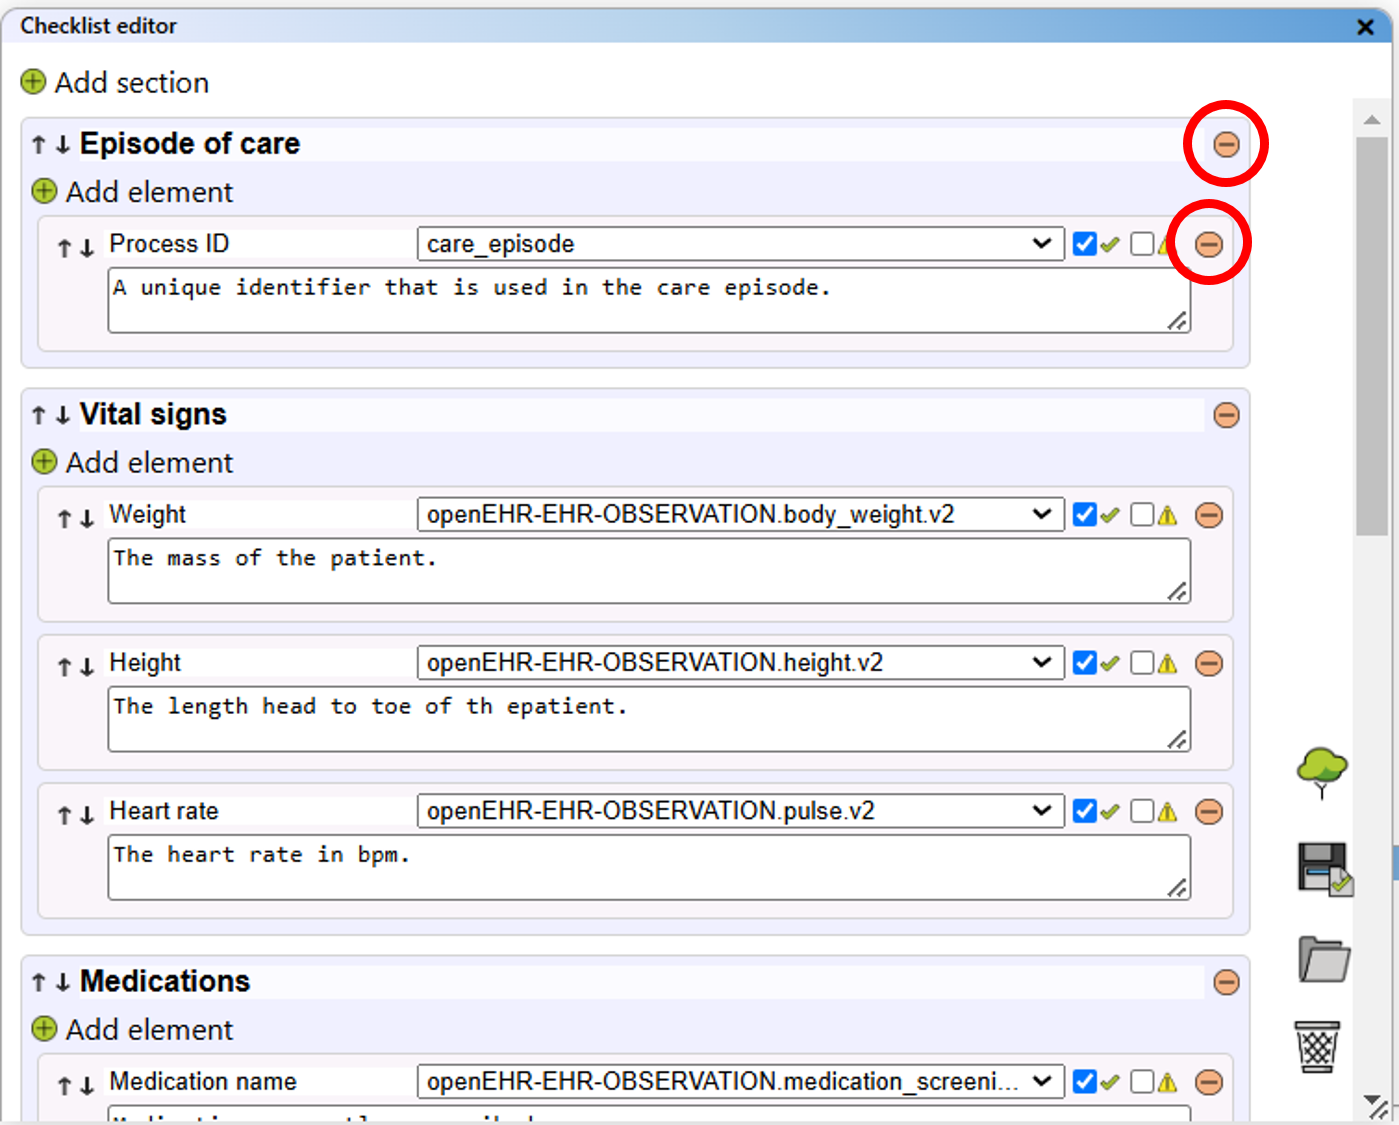 Checklist editor
Add section
Episode of care
Add element
Process ID care_episode
A unique identifier that is used in the care episode.
Vital signs
Add element
Weight openEHR-EHR-OBSERVATION.body_weight.v2
The mass of the patient.
Height openEHR-EHR-OBSERVATION.height.v2
The length head to toe of th epatient.
Heart rate openEHR-EHR-OBSERVATION.pulse.v2
The heart rate in bpm.
Medications
Add element
Medication name openEHR-EHR-OBSERVATION.medication_screeni...